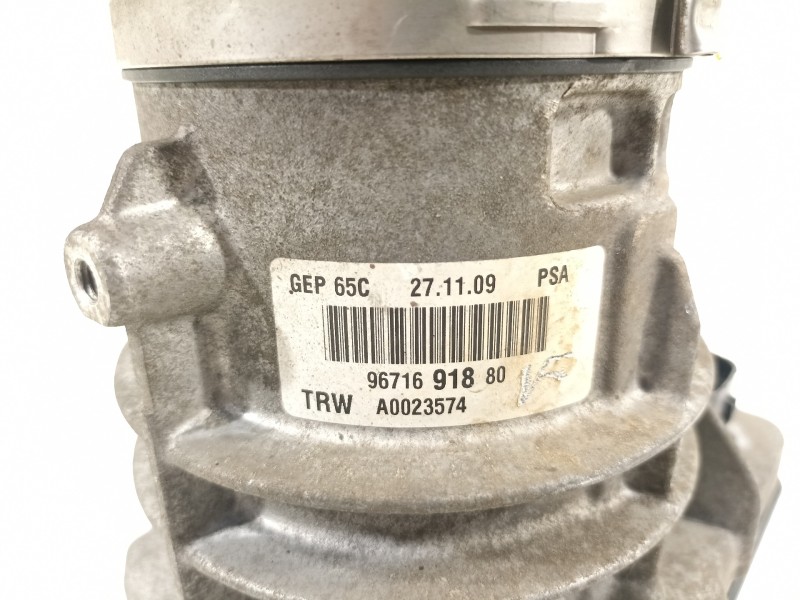 GEP 65C 27.11.09 PSA
96716 918 80
TRW A0023574